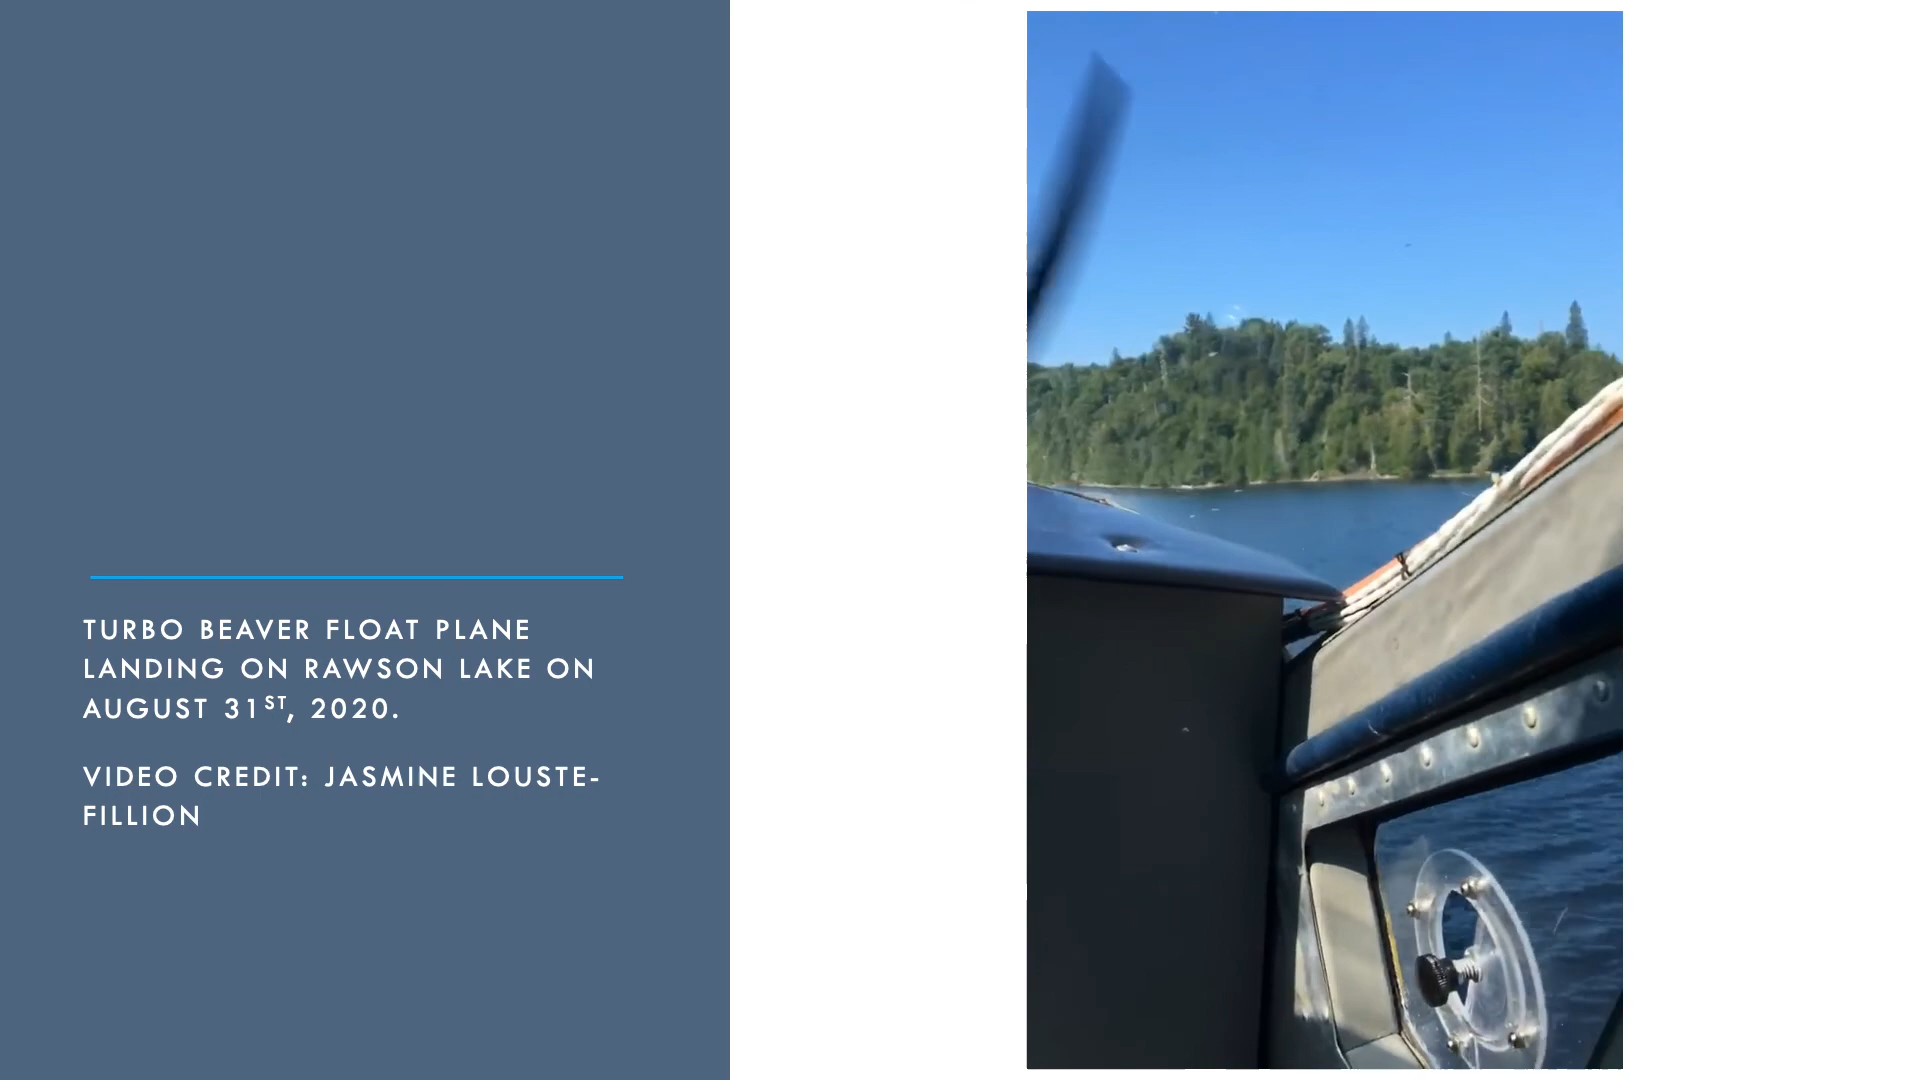 TURBO BEAVER FLOAT PLANE
LANDING ON RAWSON LAKE ON
AUGUST 31ST, 2020.
VIDEO CREDIT: JASMINE LOUSTE-
FILLION